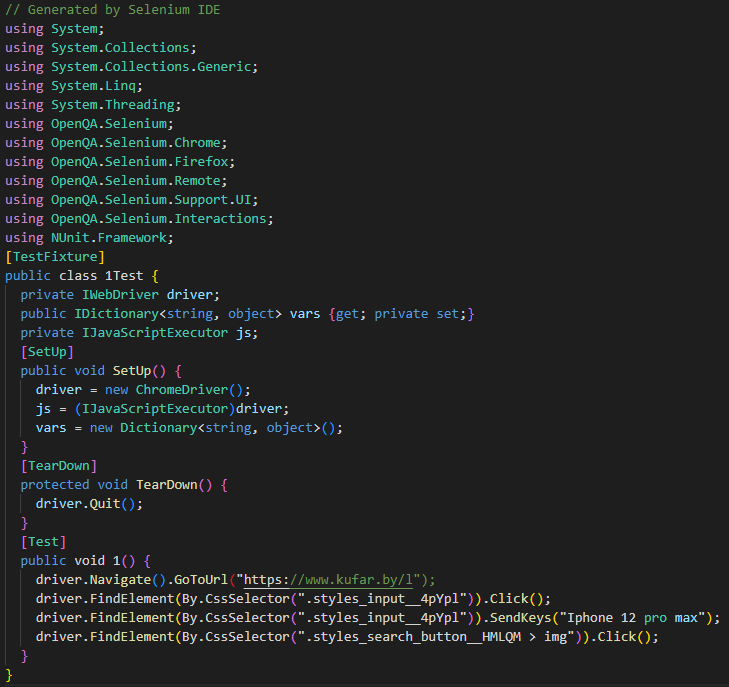 // Generated by Selenium IDE
using System;
using System.Collections;
using System.Collections.Generic;
using System.Linq;
using System.Threading;
using OpenQA.Selenium;
using OpenQA.Selenium.Chrome;
using OpenQA.Selenium.Firefox;
using OpenQA.Selenium.Remote;
using OpenQA.Selenium.Support.UI;
using OpenQA.Selenium.Interactions;
using NUnit.Framework;
[TestFixture]
public class 1Test {
  private IWebDriver driver;
  public IDictionary<string, object> vars {get; private set;}
  private IJavaScriptExecutor js;
  [SetUp]
  public void SetUp() {
    driver = new ChromeDriver();
    js = (IJavaScriptExecutor)driver;
    vars = new Dictionary<string, object>();
  }
  [TearDown]
  protected void TearDown() {
    driver.Quit();
  }
  [Test]
  public void 1() {
    driver.Navigate().GoToUrl("https://www.kufar.by/l");
    driver.FindElement(By.CssSelector(".styles_input__4pYpl")).Click();
    driver.FindElement(By.CssSelector(".styles_input__4pYpl")).SendKeys("Iphone 12 pro max");
    driver.FindElement(By.CssSelector(".styles_search_button__HMLQM > img")).Click();
  }
}